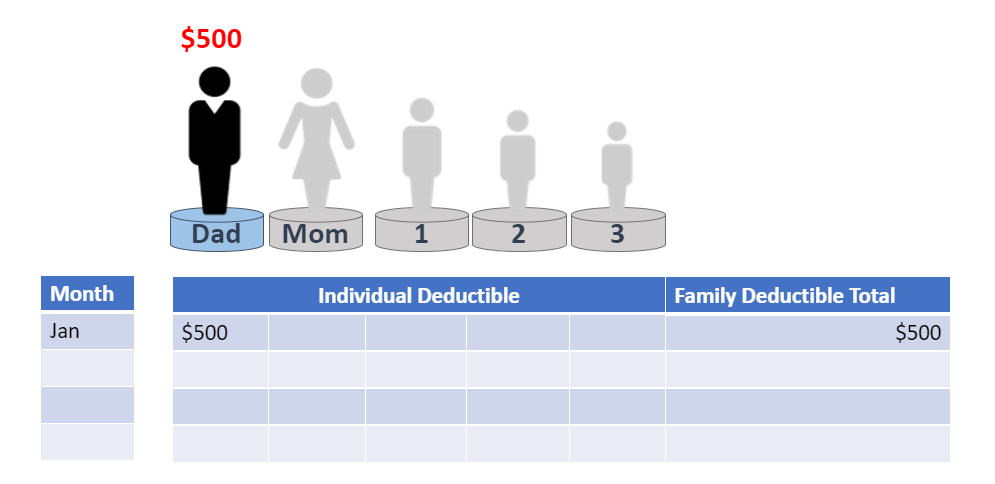 $500
Dad Mom 1 2 3
Month Individual Deductible Family Deductible Total
Jan $500 $500